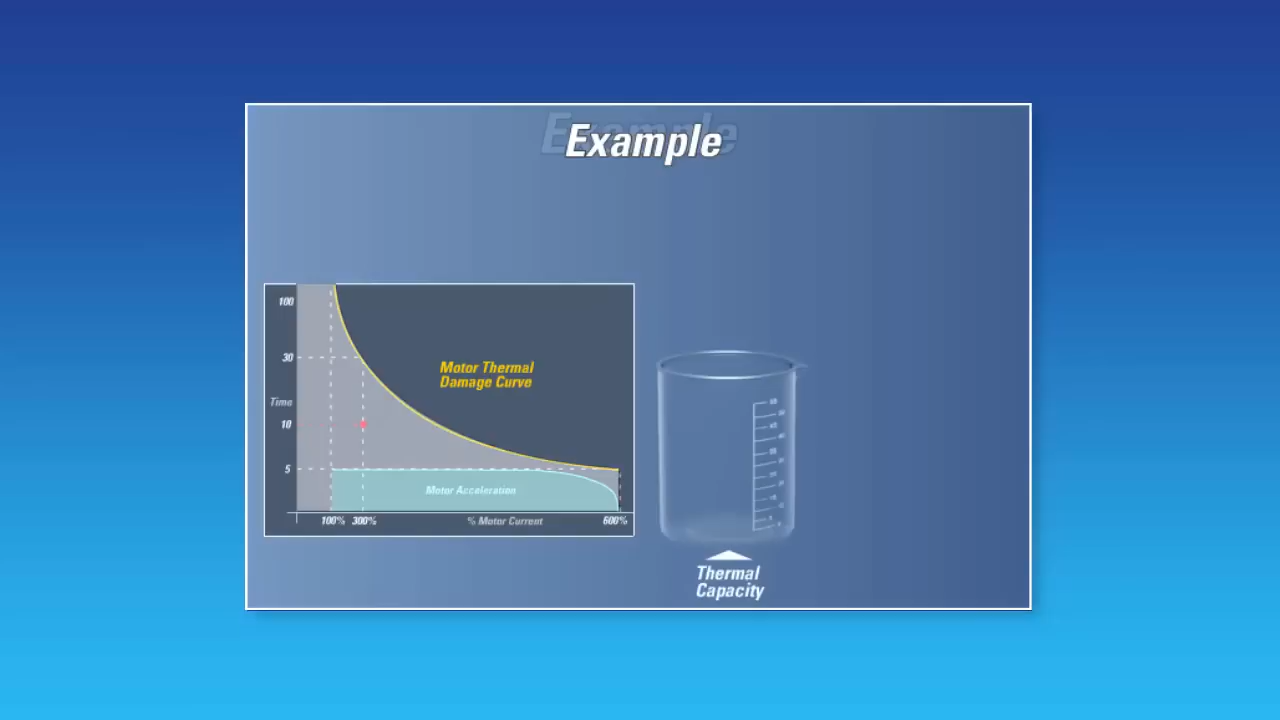 Example
100
30
Motor Thermal
Damage Curve
Time
10
5
Motor Acceleration
100% 300% % Motor Current 600%
Thermal
Capacity